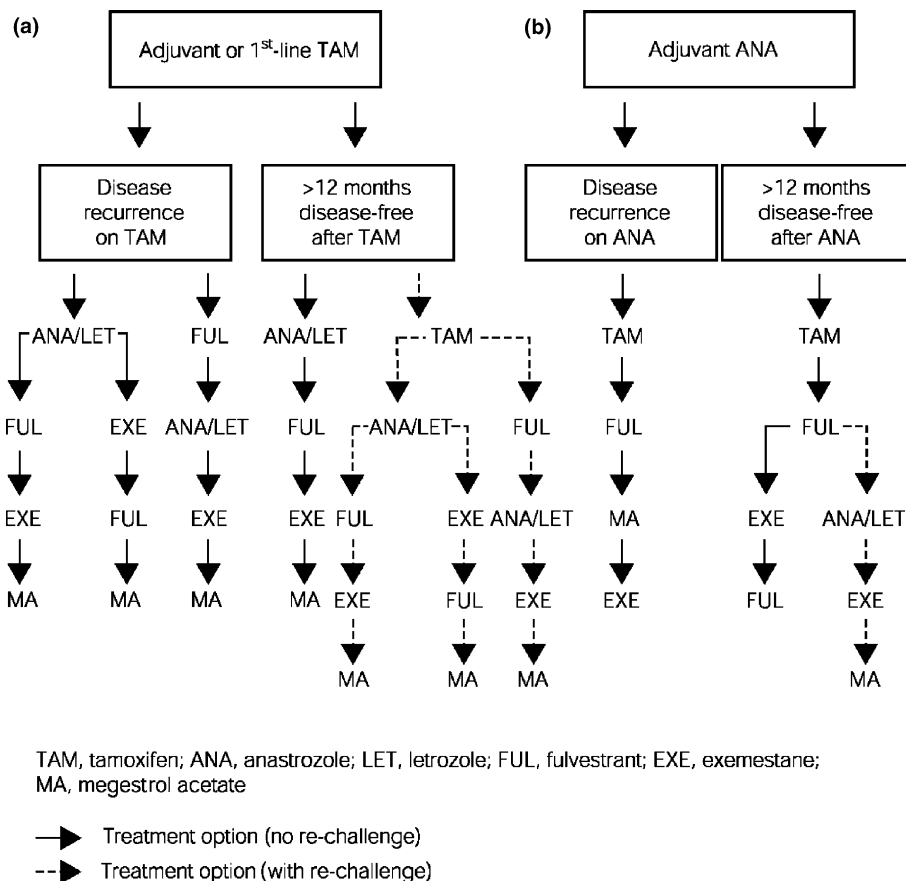 (a)
(b)
Adjuvant or 1st-line TAM
Adjuvant ANA
Disease
recurrence
on TAM
>12 months
disease-free
after TAM
Disease
recurrence
on ANA
>12 months
disease-free
after ANA
ANA/LET FUL ANA/LET TAM TAM TAM
FUL EXE ANA/LET FUL ANA/LET FUL FUL FUL
EXE FUL EXE EXE FUL EXE ANA/LET MA EXE ANA/LET
MA MA MA MA EXE FUL EXE EXE FUL EXE
MA MA MA MA
TAM, tamoxifen; ANA, anastrozole; LET, letrozole; FUL, fulvestrant; EXE, exemestane;
MA, megestrol acetate
Treatment option (no re-challenge)
Treatment option (with re-challenge)